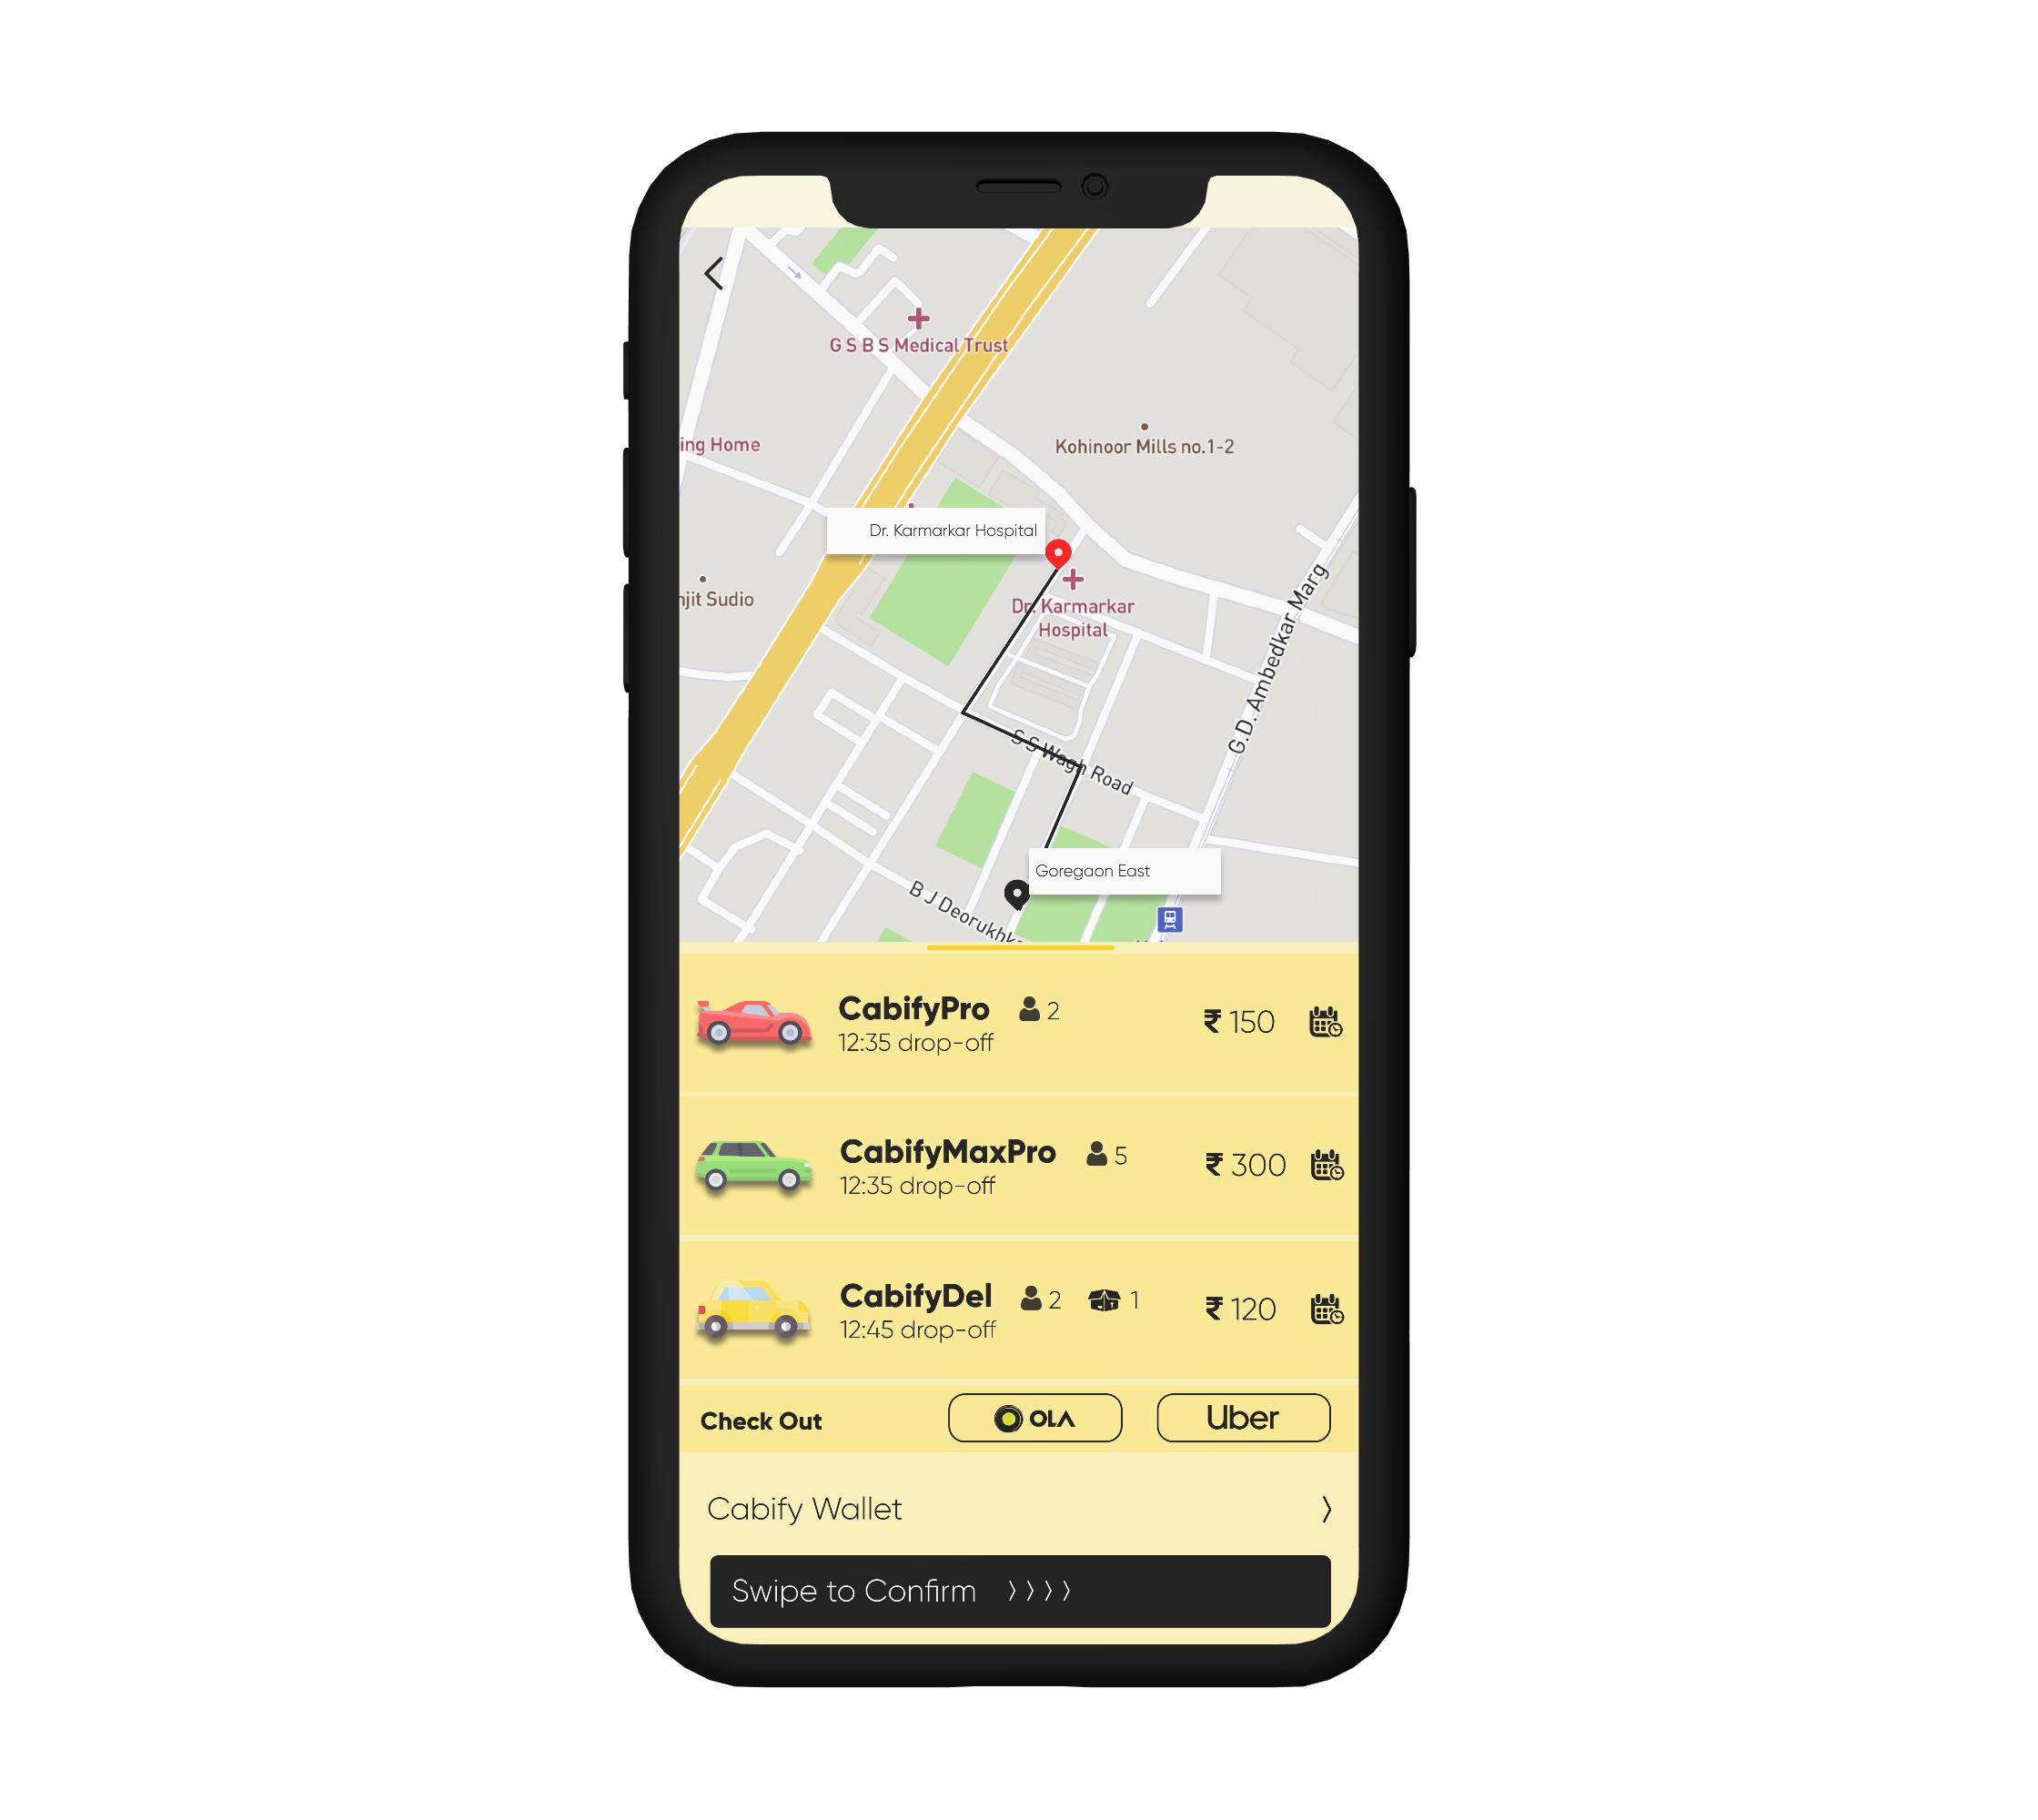 G S B S Medical Trust
Kohinoor Mills no.1-2
ing Home
Dr. Karmarkar Hospital
njit Sudio
Dr. Karmarkar
Hospital
G.D. Ambedkar Marg
S S Wagh Road
Goregaon East
B J Deorukhk
CabifyPro 2
12:35 drop-off
₹ 150
CabifyMaxPro 5
12:35 drop-off
₹ 300
CabifyDel 2 1
12:45 drop-off
₹ 120
Check Out
OLA
Uber
Cabify Wallet
Swipe to Confirm